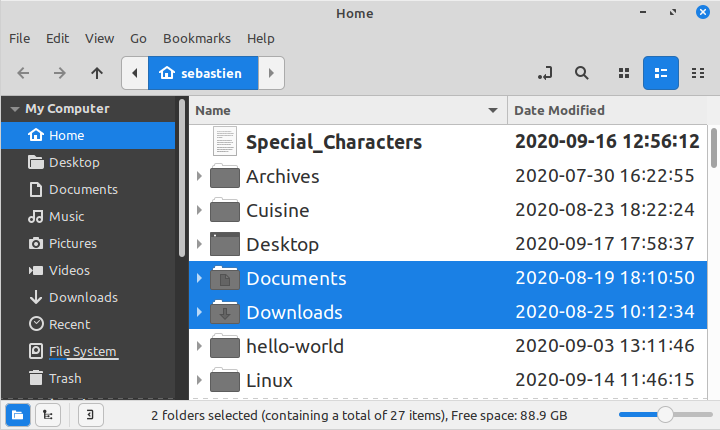 Home
File Edit View Go Bookmarks Help
sebastien
My Computer
Home
Desktop
Documents
Music
Pictures
Videos
Downloads
Recent
File System
Trash
Name Date Modified
Special_Characters 2020-09-16 12:56:12
Archives 2020-07-30 16:22:55
Cuisine 2020-08-23 18:22:24
Desktop 2020-09-17 17:58:37
Documents 2020-08-19 18:10:50
Downloads 2020-08-25 10:12:34
hello-world 2020-09-03 13:11:46
Linux 2020-09-14 11:46:15
2 folders selected (containing a total of 27 items), Free space: 88.9 GB